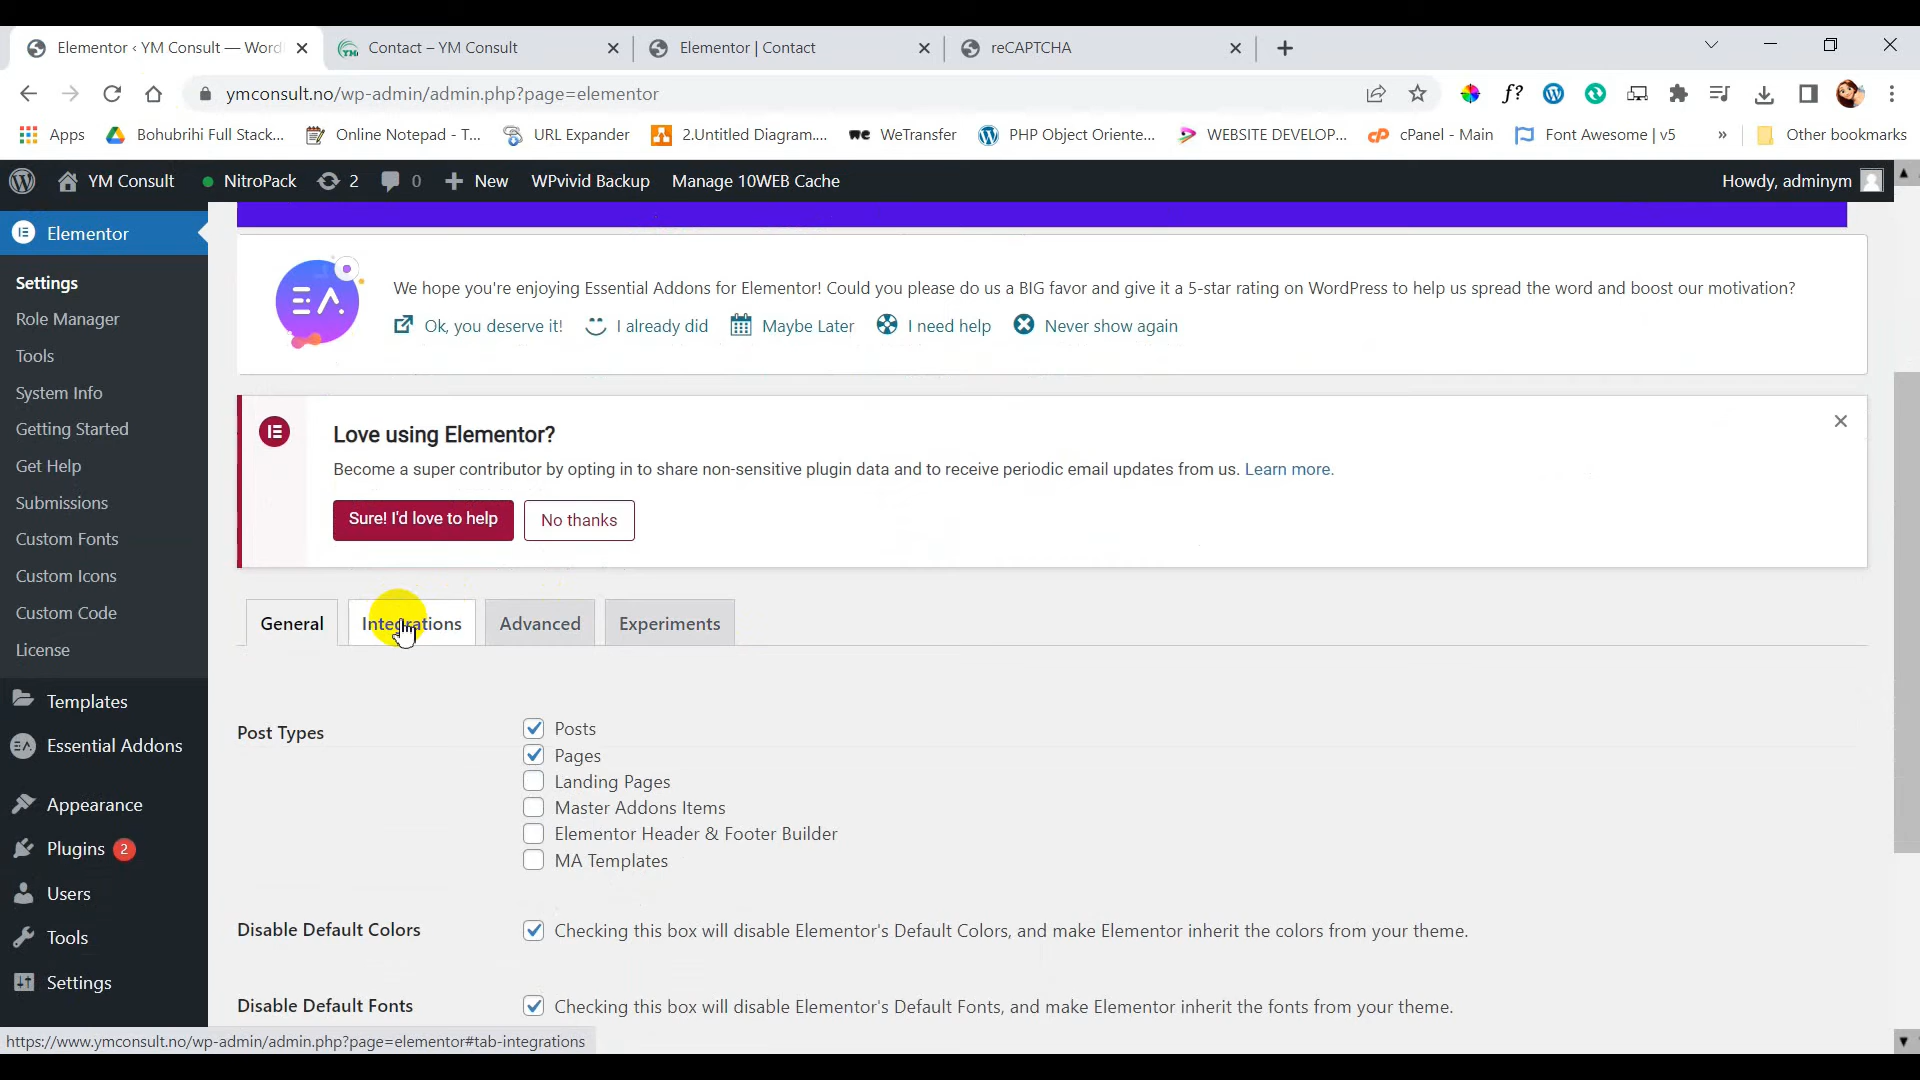 Elementor ‹ YM Consult — Word
Contact – YM Consult
Elementor | Contact
reCAPTCHA
ymconsult.no/wp-admin/admin.php?page=elementor
f?
Apps
Bohubrihi Full Stack...
Online Notepad - T...
URL Expander
2.Untitled Diagram....
WeTransfer
PHP Object Oriente...
WEBSITE DEVELOP...
cPanel - Main
Font Awesome | v5
»
Other bookmarks
YM Consult
NitroPack
2
0
New
WPvivid Backup
Manage 10WEB Cache
Howdy, adminym
Elementor
Settings
Role Manager
Tools
System Info
Getting Started
Get Help
Submissions
Custom Fonts
Custom Icons
Custom Code
License
Templates
Essential Addons
Appearance
Plugins 2
Users
Tools
Settings
We hope you're enjoying Essential Addons for Elementor! Could you please do us a BIG favor and give it a 5-star rating on WordPress to help us spread the word and boost our motivation?
Ok, you deserve it!
I already did
Maybe Later
I need help
Never show again
Love using Elementor?
Become a super contributor by opting in to share non-sensitive plugin data and to receive periodic email updates from us. Learn more.
Sure! I'd love to help
No thanks
General
Integrations
Advanced
Experiments
Post Types
Posts
Pages
Landing Pages
Master Addons Items
Elementor Header & Footer Builder
MA Templates
Disable Default Colors
Checking this box will disable Elementor's Default Colors, and make Elementor inherit the colors from your theme.
Disable Default Fonts
Checking this box will disable Elementor's Default Fonts, and make Elementor inherit the fonts from your theme.
https://www.ymconsult.no/wp-admin/admin.php?page=elementor#tab-integrations